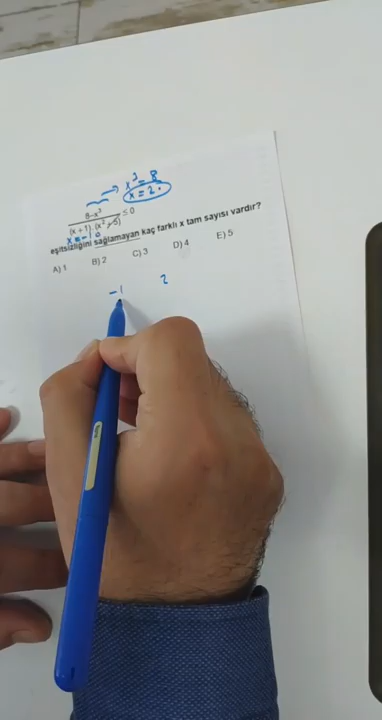 x³ = 8
x = 2.
8-x³
≤ 0
(x + 1) (x²
x = -1
eşitsizliğini sağlamayan kaç farklı x tam sayısı vardır?
A) 1 B) 2 C) 3 D) 4 E) 5
-1 2